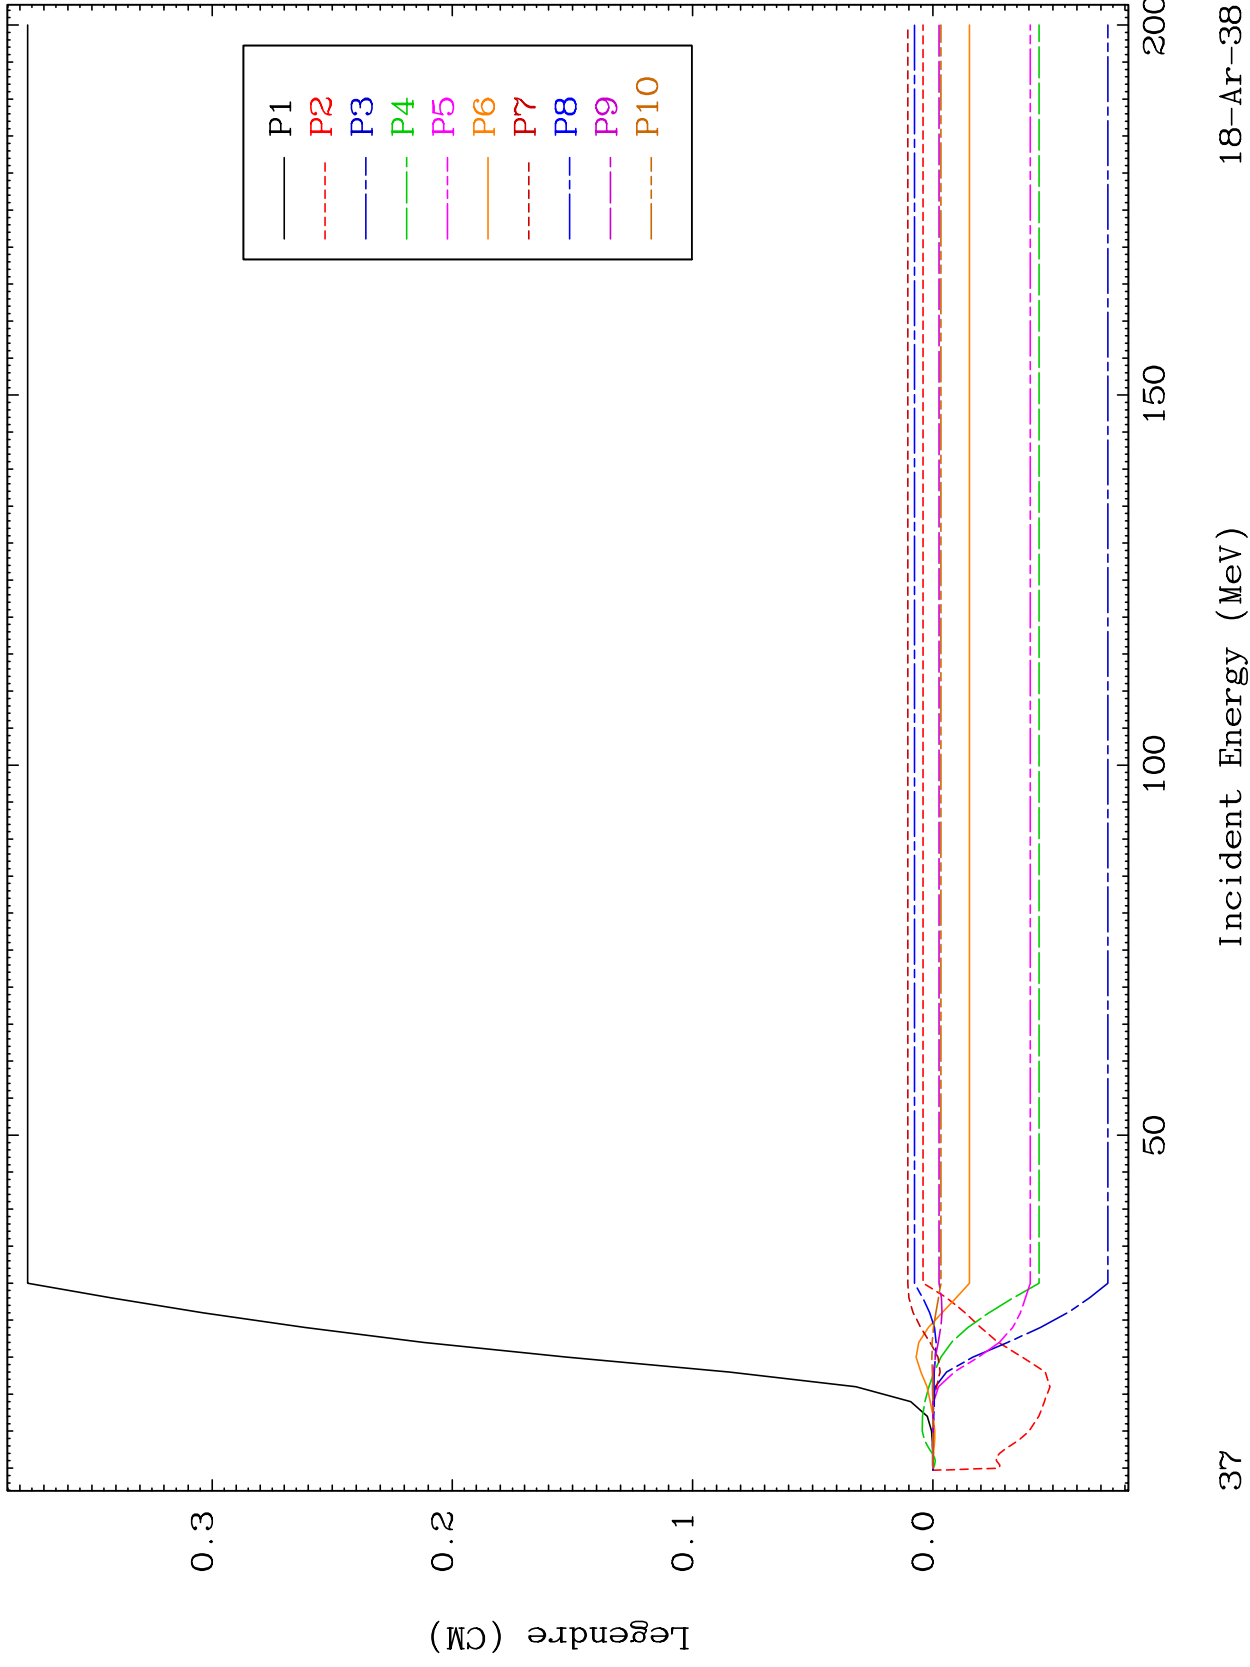 Legendre (CM)
0.3
0.2
0.1
0.0
P1
P2
P3
P4
P5
P6
P7
P8
P9
P10
50
100
150
200
37
Incident Energy (MeV)
18-Ar-38